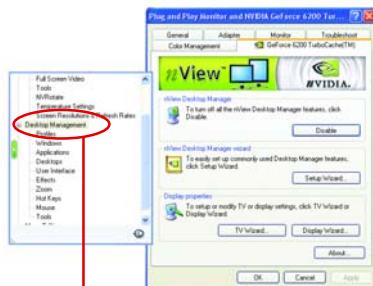 Plug and Play Monitor and NVIDIA GeForce 6200 Tur...
General Adapter Monitor Troubleshoot
Color Management GeForce 6200 TurboCache(TM)
nView
NVIDIA.
nView Desktop Manager
To turn off all the nView Desktop Manager features, click
Disable.
Disable
nView Desktop Manager wizard
To easily set up commonly used Desktop Manager features,
click Setup Wizard.
Setup Wizard...
Display properties
To setup or modify TV or display settings, click TV Wizard or
Display Wizard.
TV Wizard...
Display Wizard...
About...
OK Cancel Apply
Full Screen Video
Tools
NVRotate
Temperature Settings
Screen Resolutions & Refresh Rates
Desktop Management
Profiles
Windows
Applications
Desktops
User Interface
Effects
Zoom
Hot Keys
Mouse
Tools